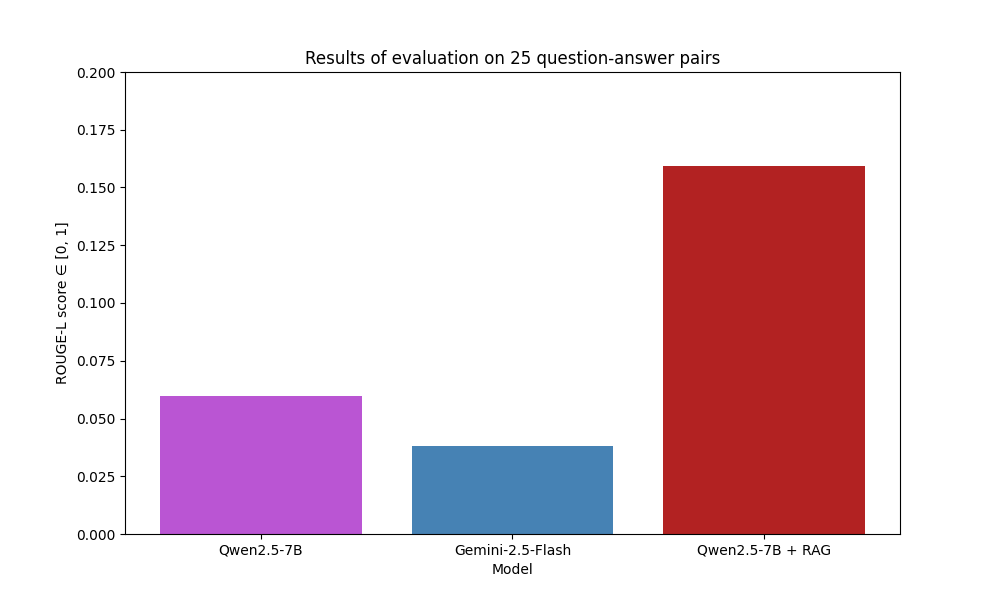 Results of evaluation on 25 question-answer pairs
ROUGE-L score ∈ [0, 1]
0.200
0.175
0.150
0.125
0.100
0.075
0.050
0.025
0.000
Qwen2.5-7B Gemini-2.5-Flash Qwen2.5-7B + RAG
Model